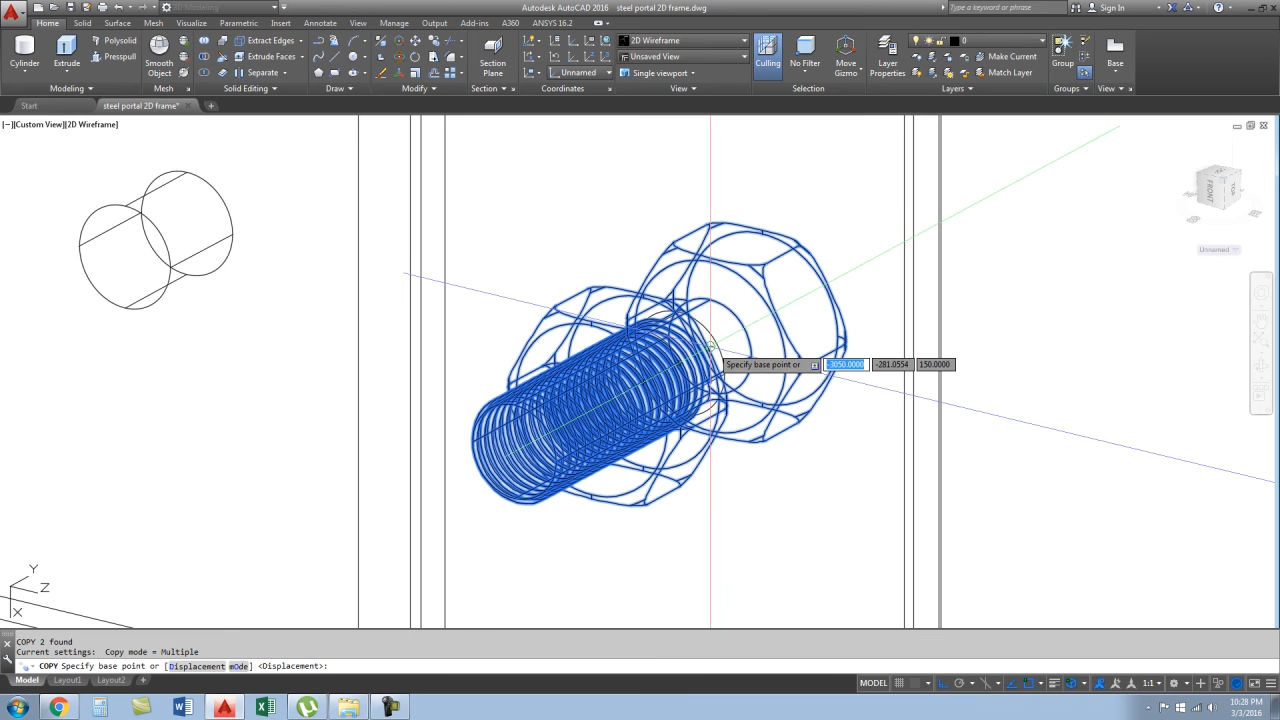 3D Modeling
Autodesk AutoCAD 2016
steel portal 2D frame.dwg
Type a keyword or phrase
Sign In
Home
Solid
Surface
Mesh
Visualize
Parametric
Insert
Annotate
View
Manage
Output
Add-ins
A360
ANSYS 16.2
Cylinder
Extrude
Polysolid
Presspull
Smooth
Object
Extract Edges
Extrude Faces
Separate
Section
Plane
Unnamed
2D Wireframe
Unsaved View
Single viewport
Culling
No Filter
Move
Gizmo
Layer
Properties
0
Make Current
Match Layer
Group
Base
Modeling
Mesh
Solid Editing
Draw
Modify
Section
Coordinates
View
Selection
Layers
Groups
View
Start
steel portal 2D frame*
[−][Custom View][2D Wireframe]
FRONT
TOP
Unnamed
Specify base point or
-3050.0000
-281.0554
150.0000
Y
Z
X
COPY 2 found
Current settings:  Copy mode = Multiple
COPY Specify base point or [Displacement mOde] <Displacement>:
Model
Layout1
Layout2
MODEL
1:1
10:28 PM
3/3/2016